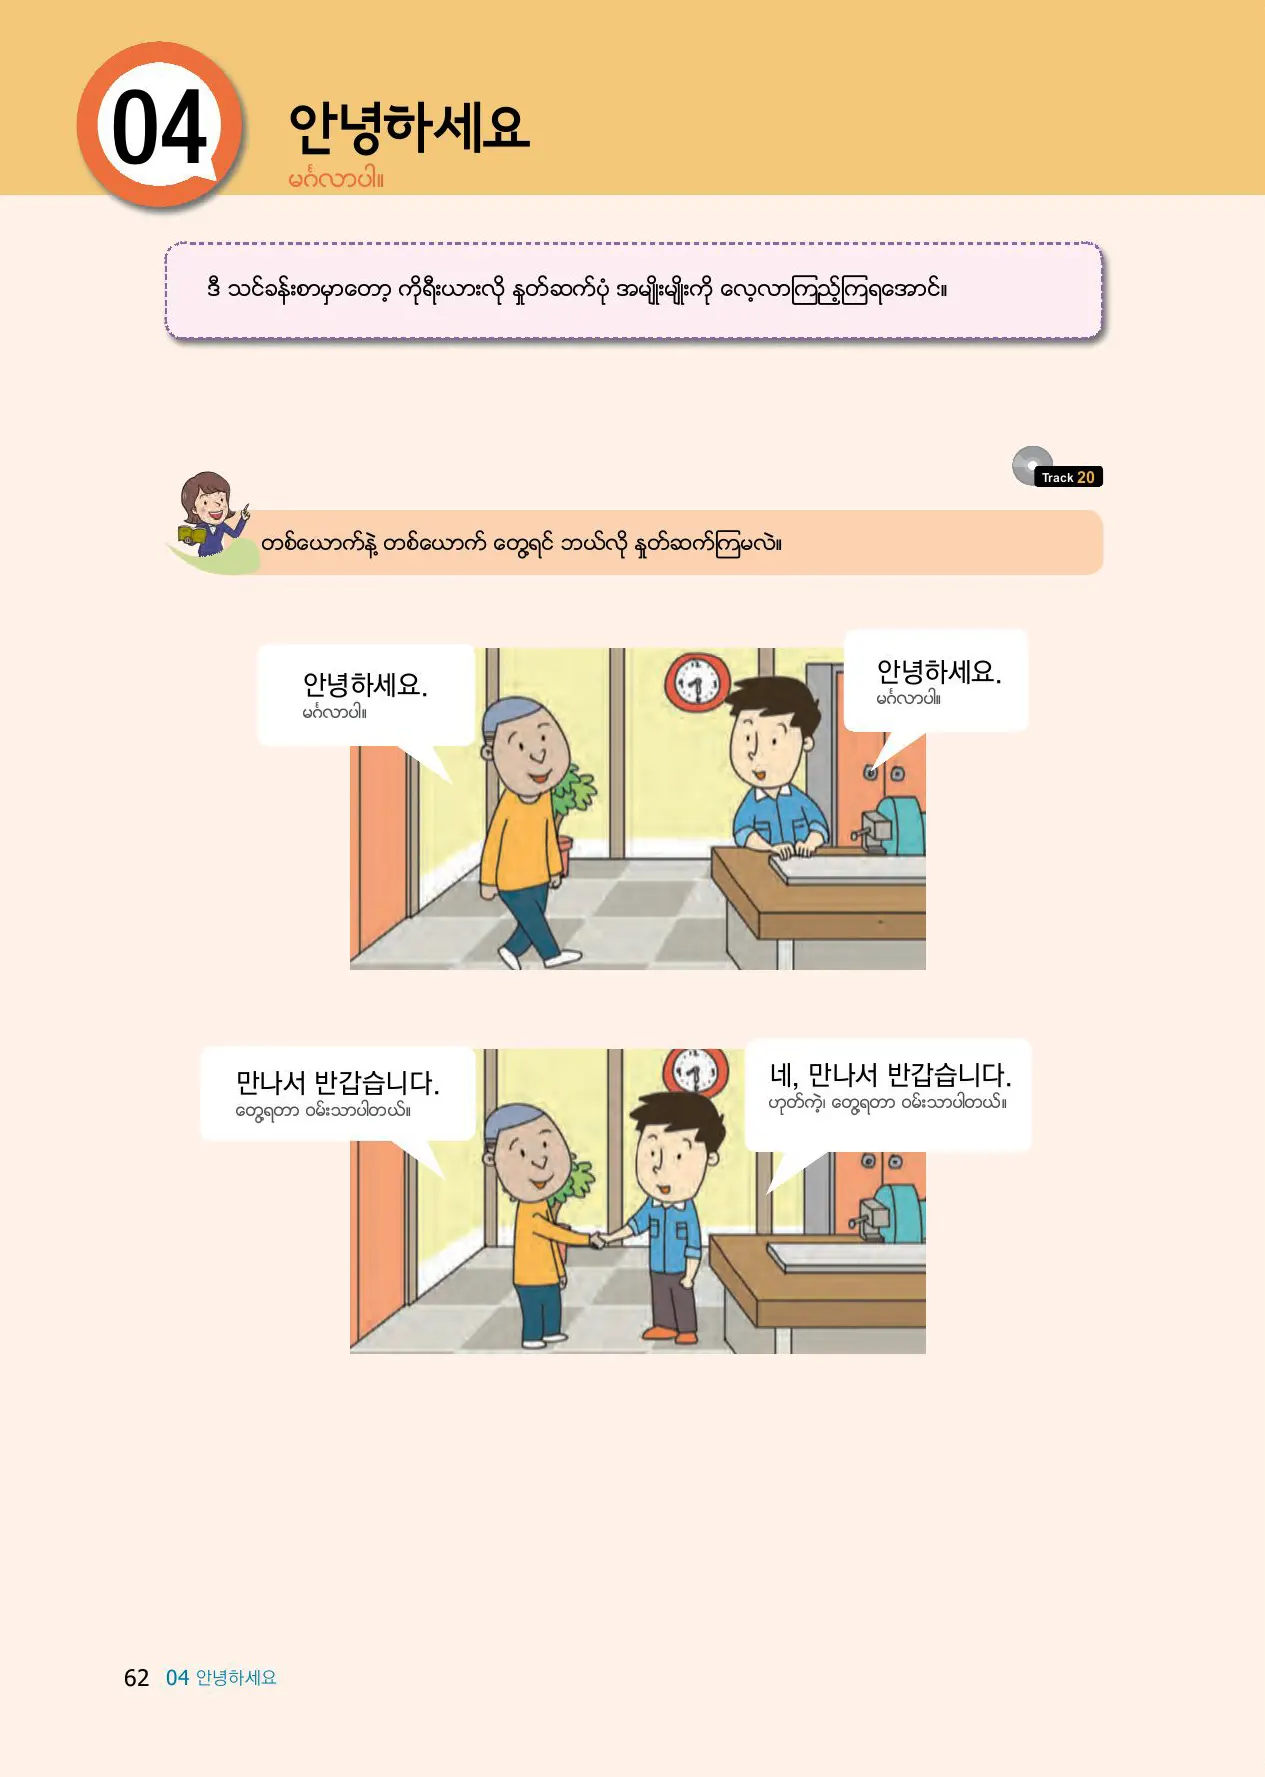 04
안녕하세요
မင်္ဂလာပါ။
ဒီ သင်ခန်းစာမှာတော့ ကိုရီးယားလို နှုတ်ဆက်ပုံ အမျိုးမျိုးကို လေ့လာကြည့်ကြရအောင်။
Track 20
တစ်ယောက်နဲ့ တစ်ယောက် တွေ့ရင် ဘယ်လို နှုတ်ဆက်ကြမလဲ။
안녕하세요.
မင်္ဂလာပါ။
안녕하세요.
မင်္ဂလာပါ။
만나서 반갑습니다.
တွေ့ရတာ ဝမ်းသာပါတယ်။
네, 만나서 반갑습니다.
ဟုတ်ကဲ့၊ တွေ့ရတာ ဝမ်းသာပါတယ်။
62 04 안녕하세요